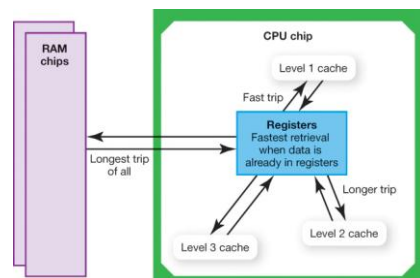 RAM
chips
CPU chip
Level 1 cache
Fast trip
Registers
Fastest retrieval
when data is
already in registers
Longest trip
of all
Longer trip
Level 3 cache
Level 2 cache